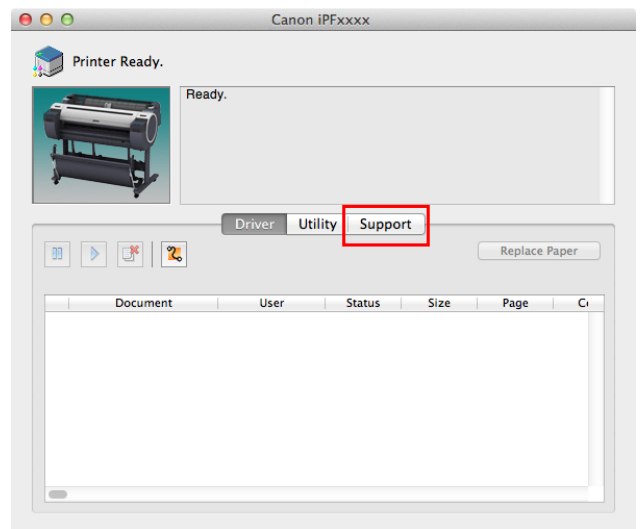 Canon iPFxxxx
Printer Ready.
Ready.
Driver Utility Support
Replace Paper
Document User Status Size Page